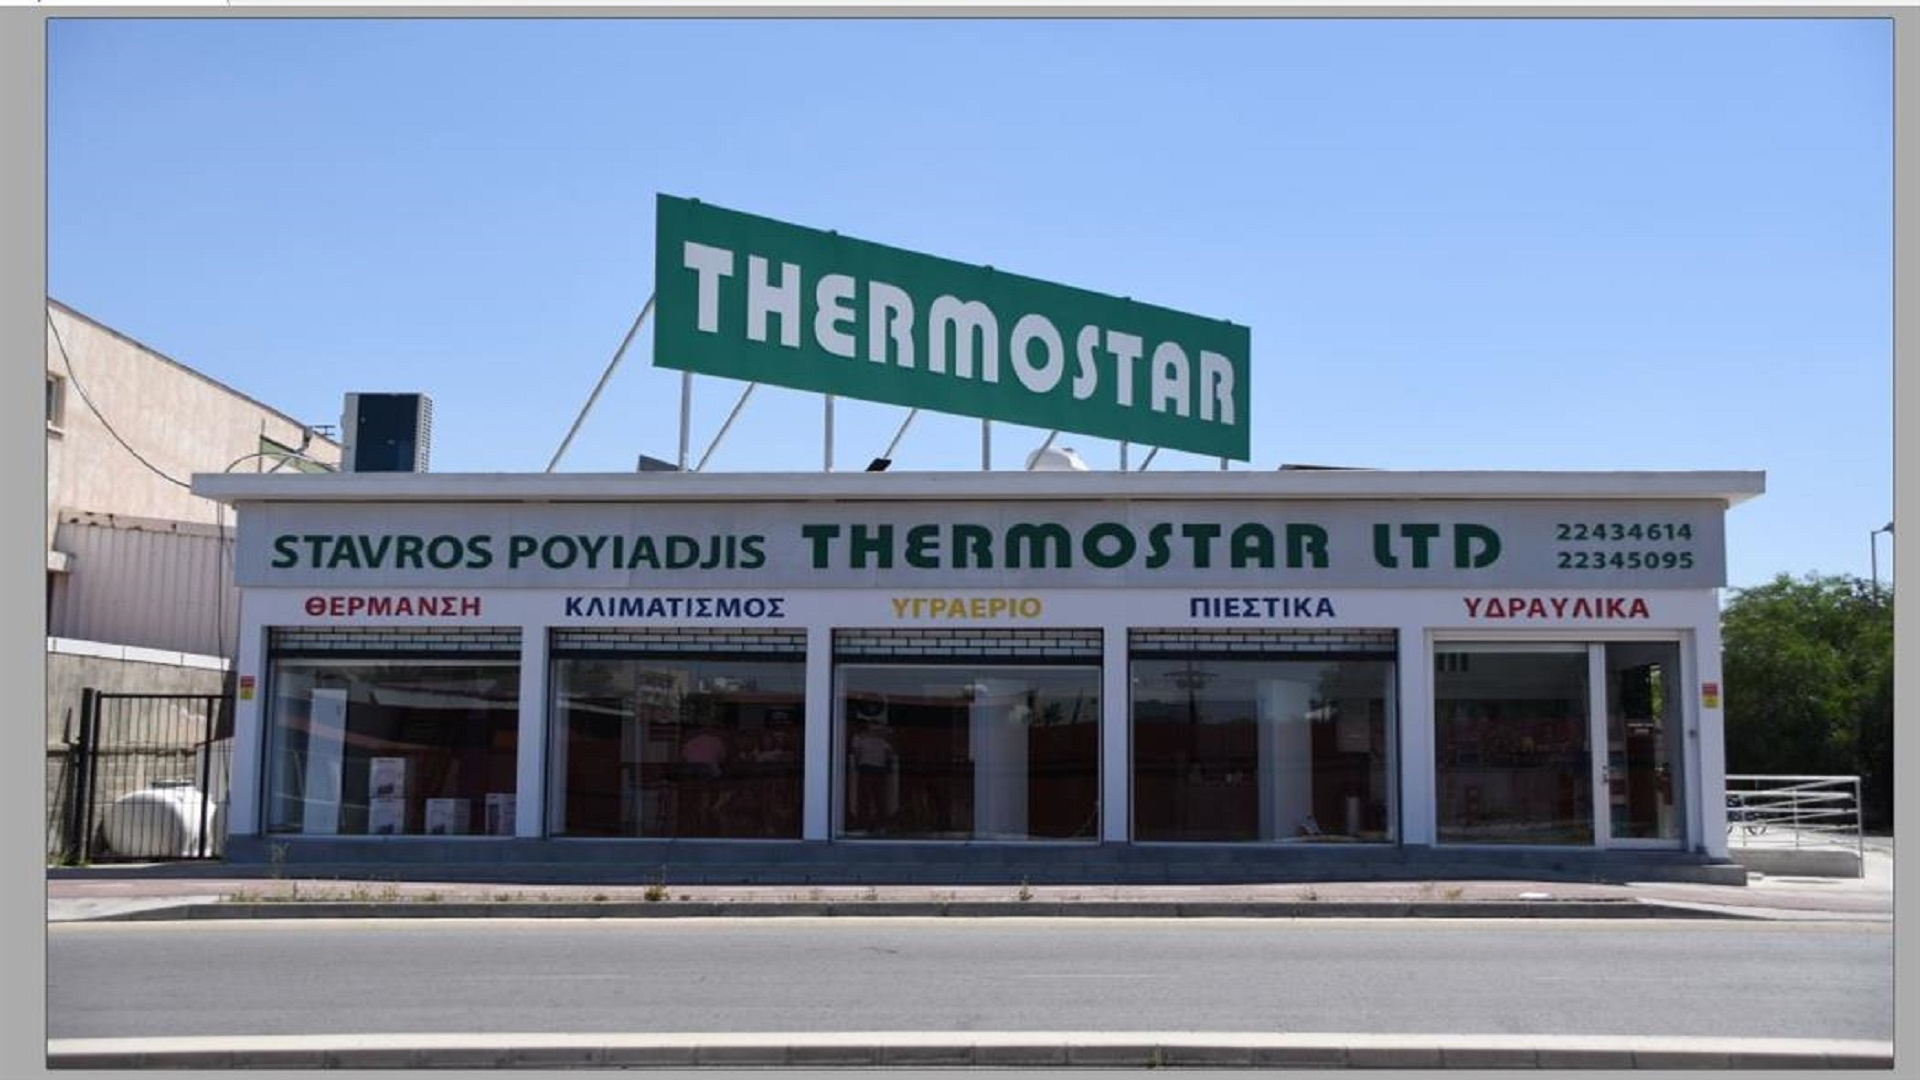 THERMOSTAR
STAVROS POYIADJIS THERMOSTAR LTD
22434614
22345095
ΘΕΡΜΑΝΣΗ ΚΛΙΜΑΤΙΣΜΟΣ ΥΓΡΑΕΡΙΟ ΠΙΕΣΤΙΚΑ ΥΔΡΑΥΛΙΚΑ